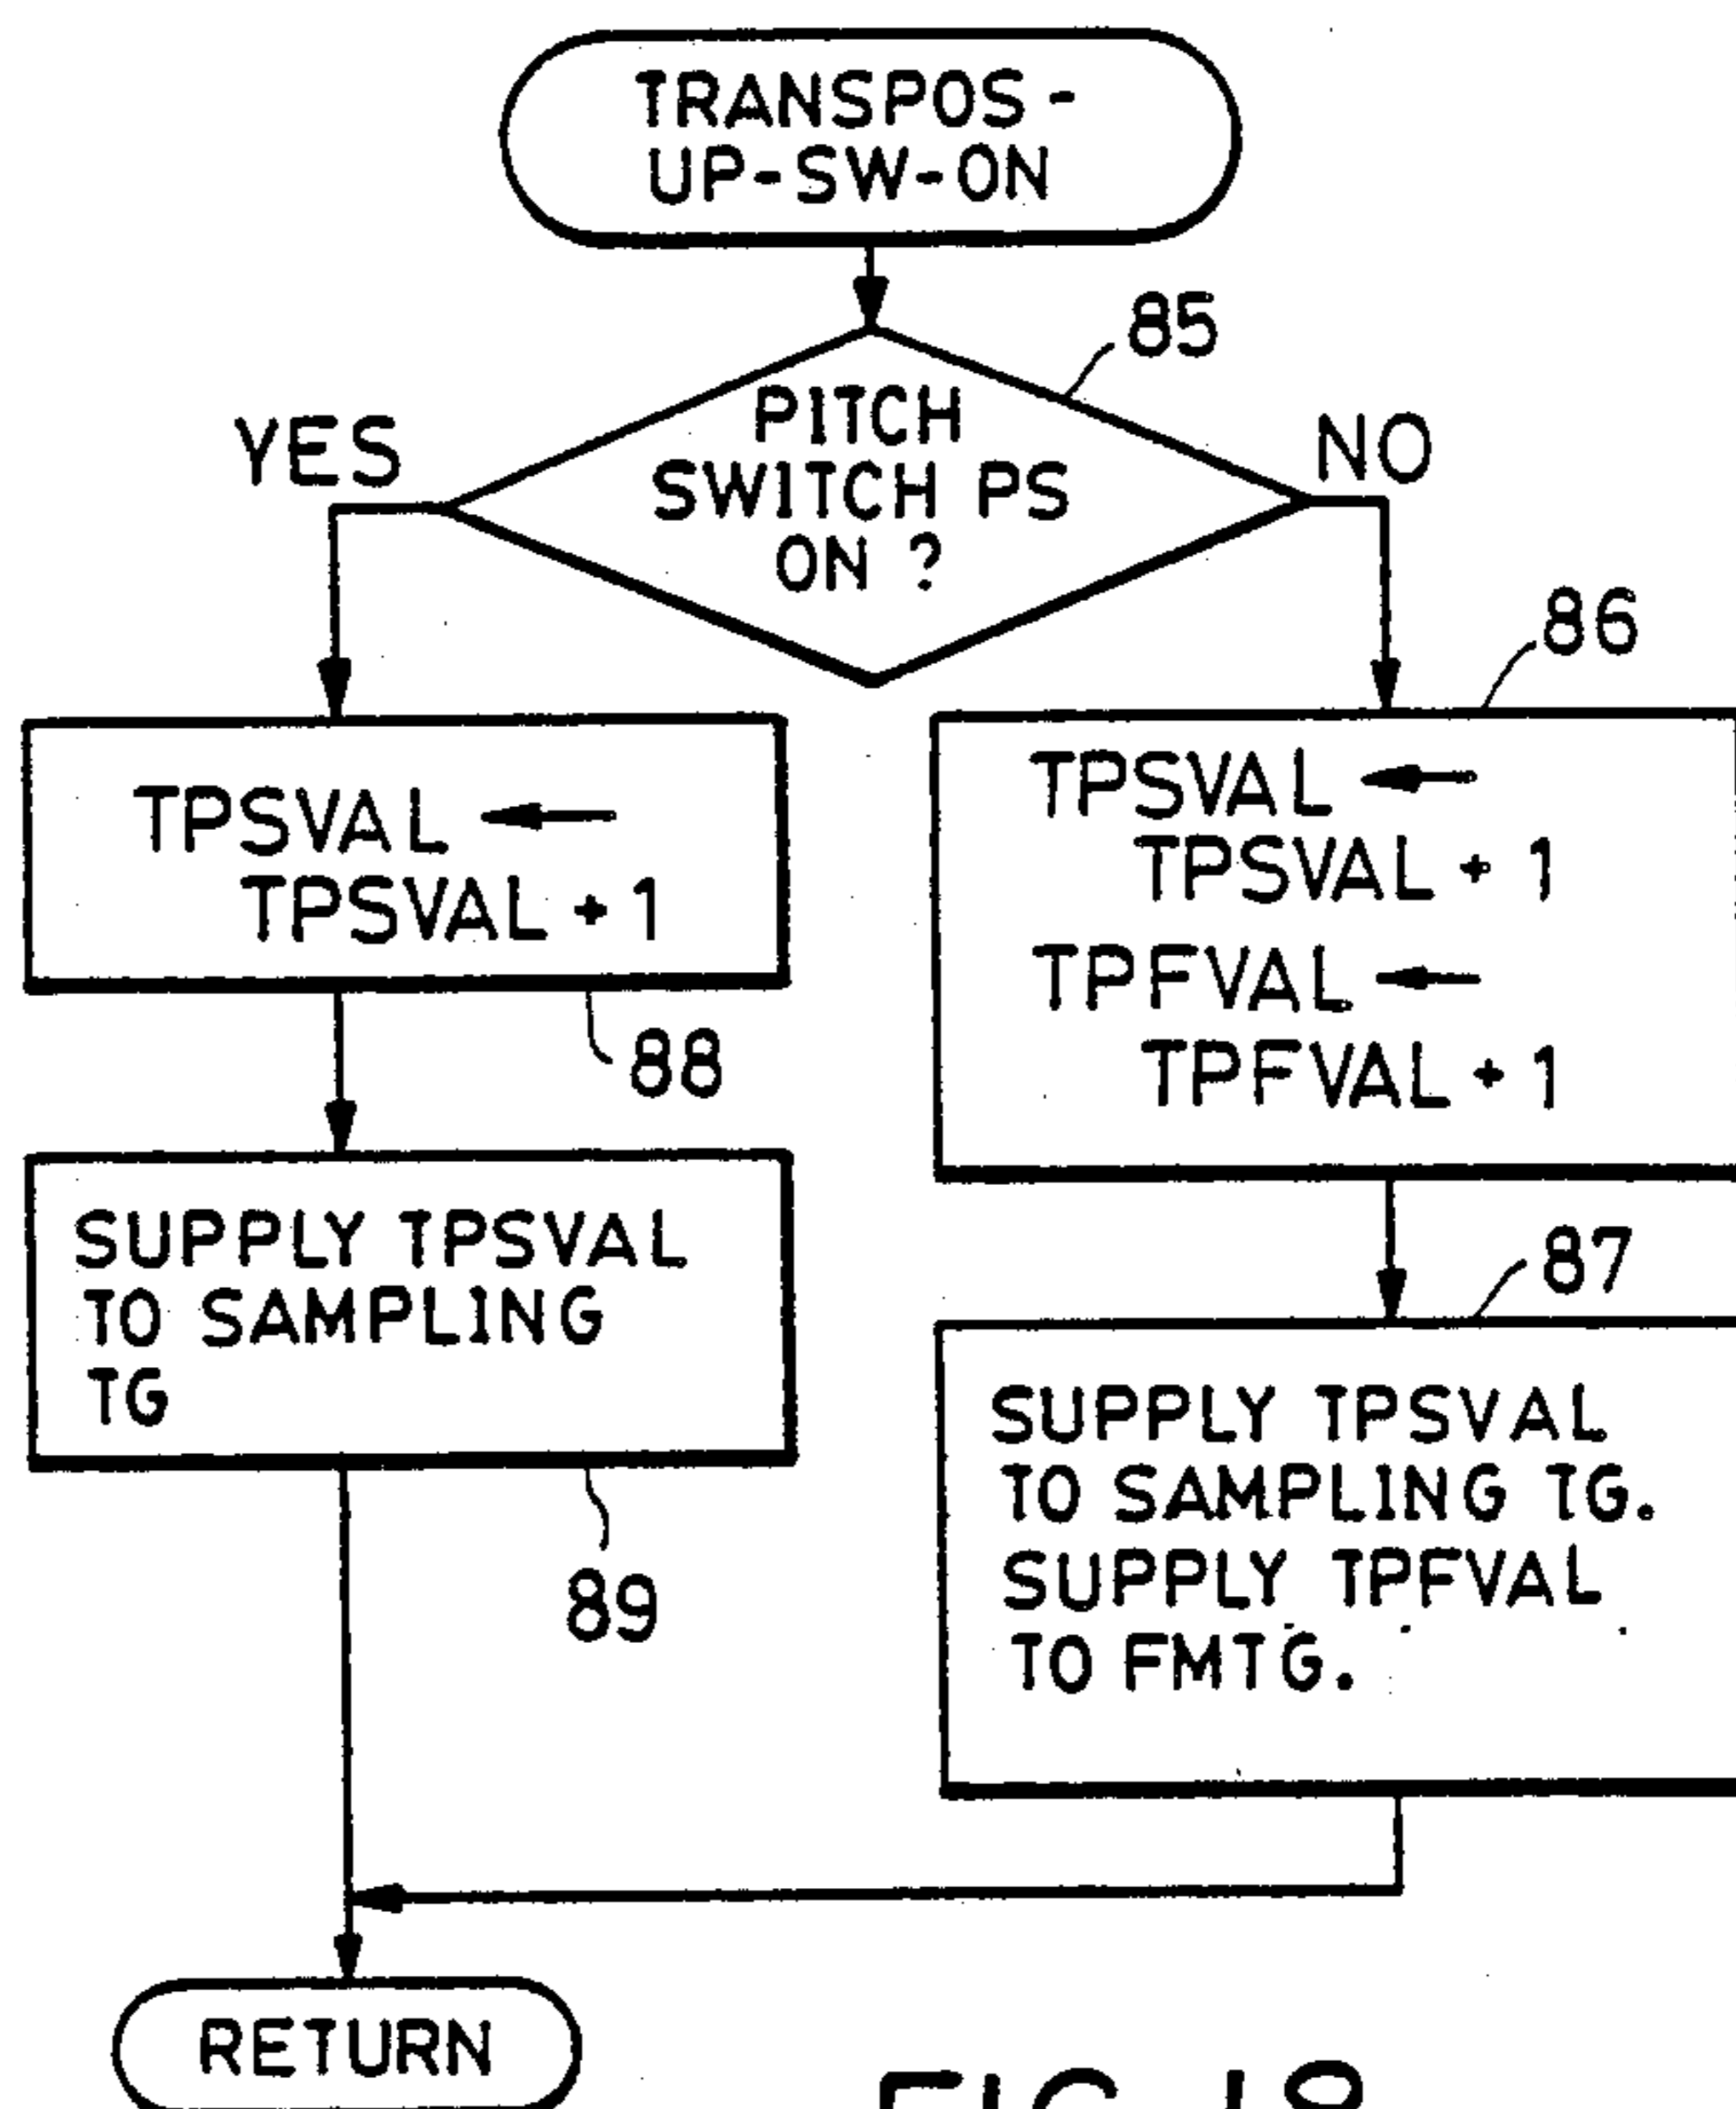 TRANSPOS-
UP-SW-ON
85
PITCH
SWITCH PS
ON ?
YES
NO
86
TPSVAL ←
TPSVAL + 1
88
TPSVAL ←
TPSVAL + 1
TPFVAL ←
TPFVAL + 1
SUPPLY TPSVAL
TO SAMPLING
TG
89
87
SUPPLY TPSVAL
TO SAMPLING TG.
SUPPLY TPFVAL
TO FMTG.
RETURN
FIG. 18